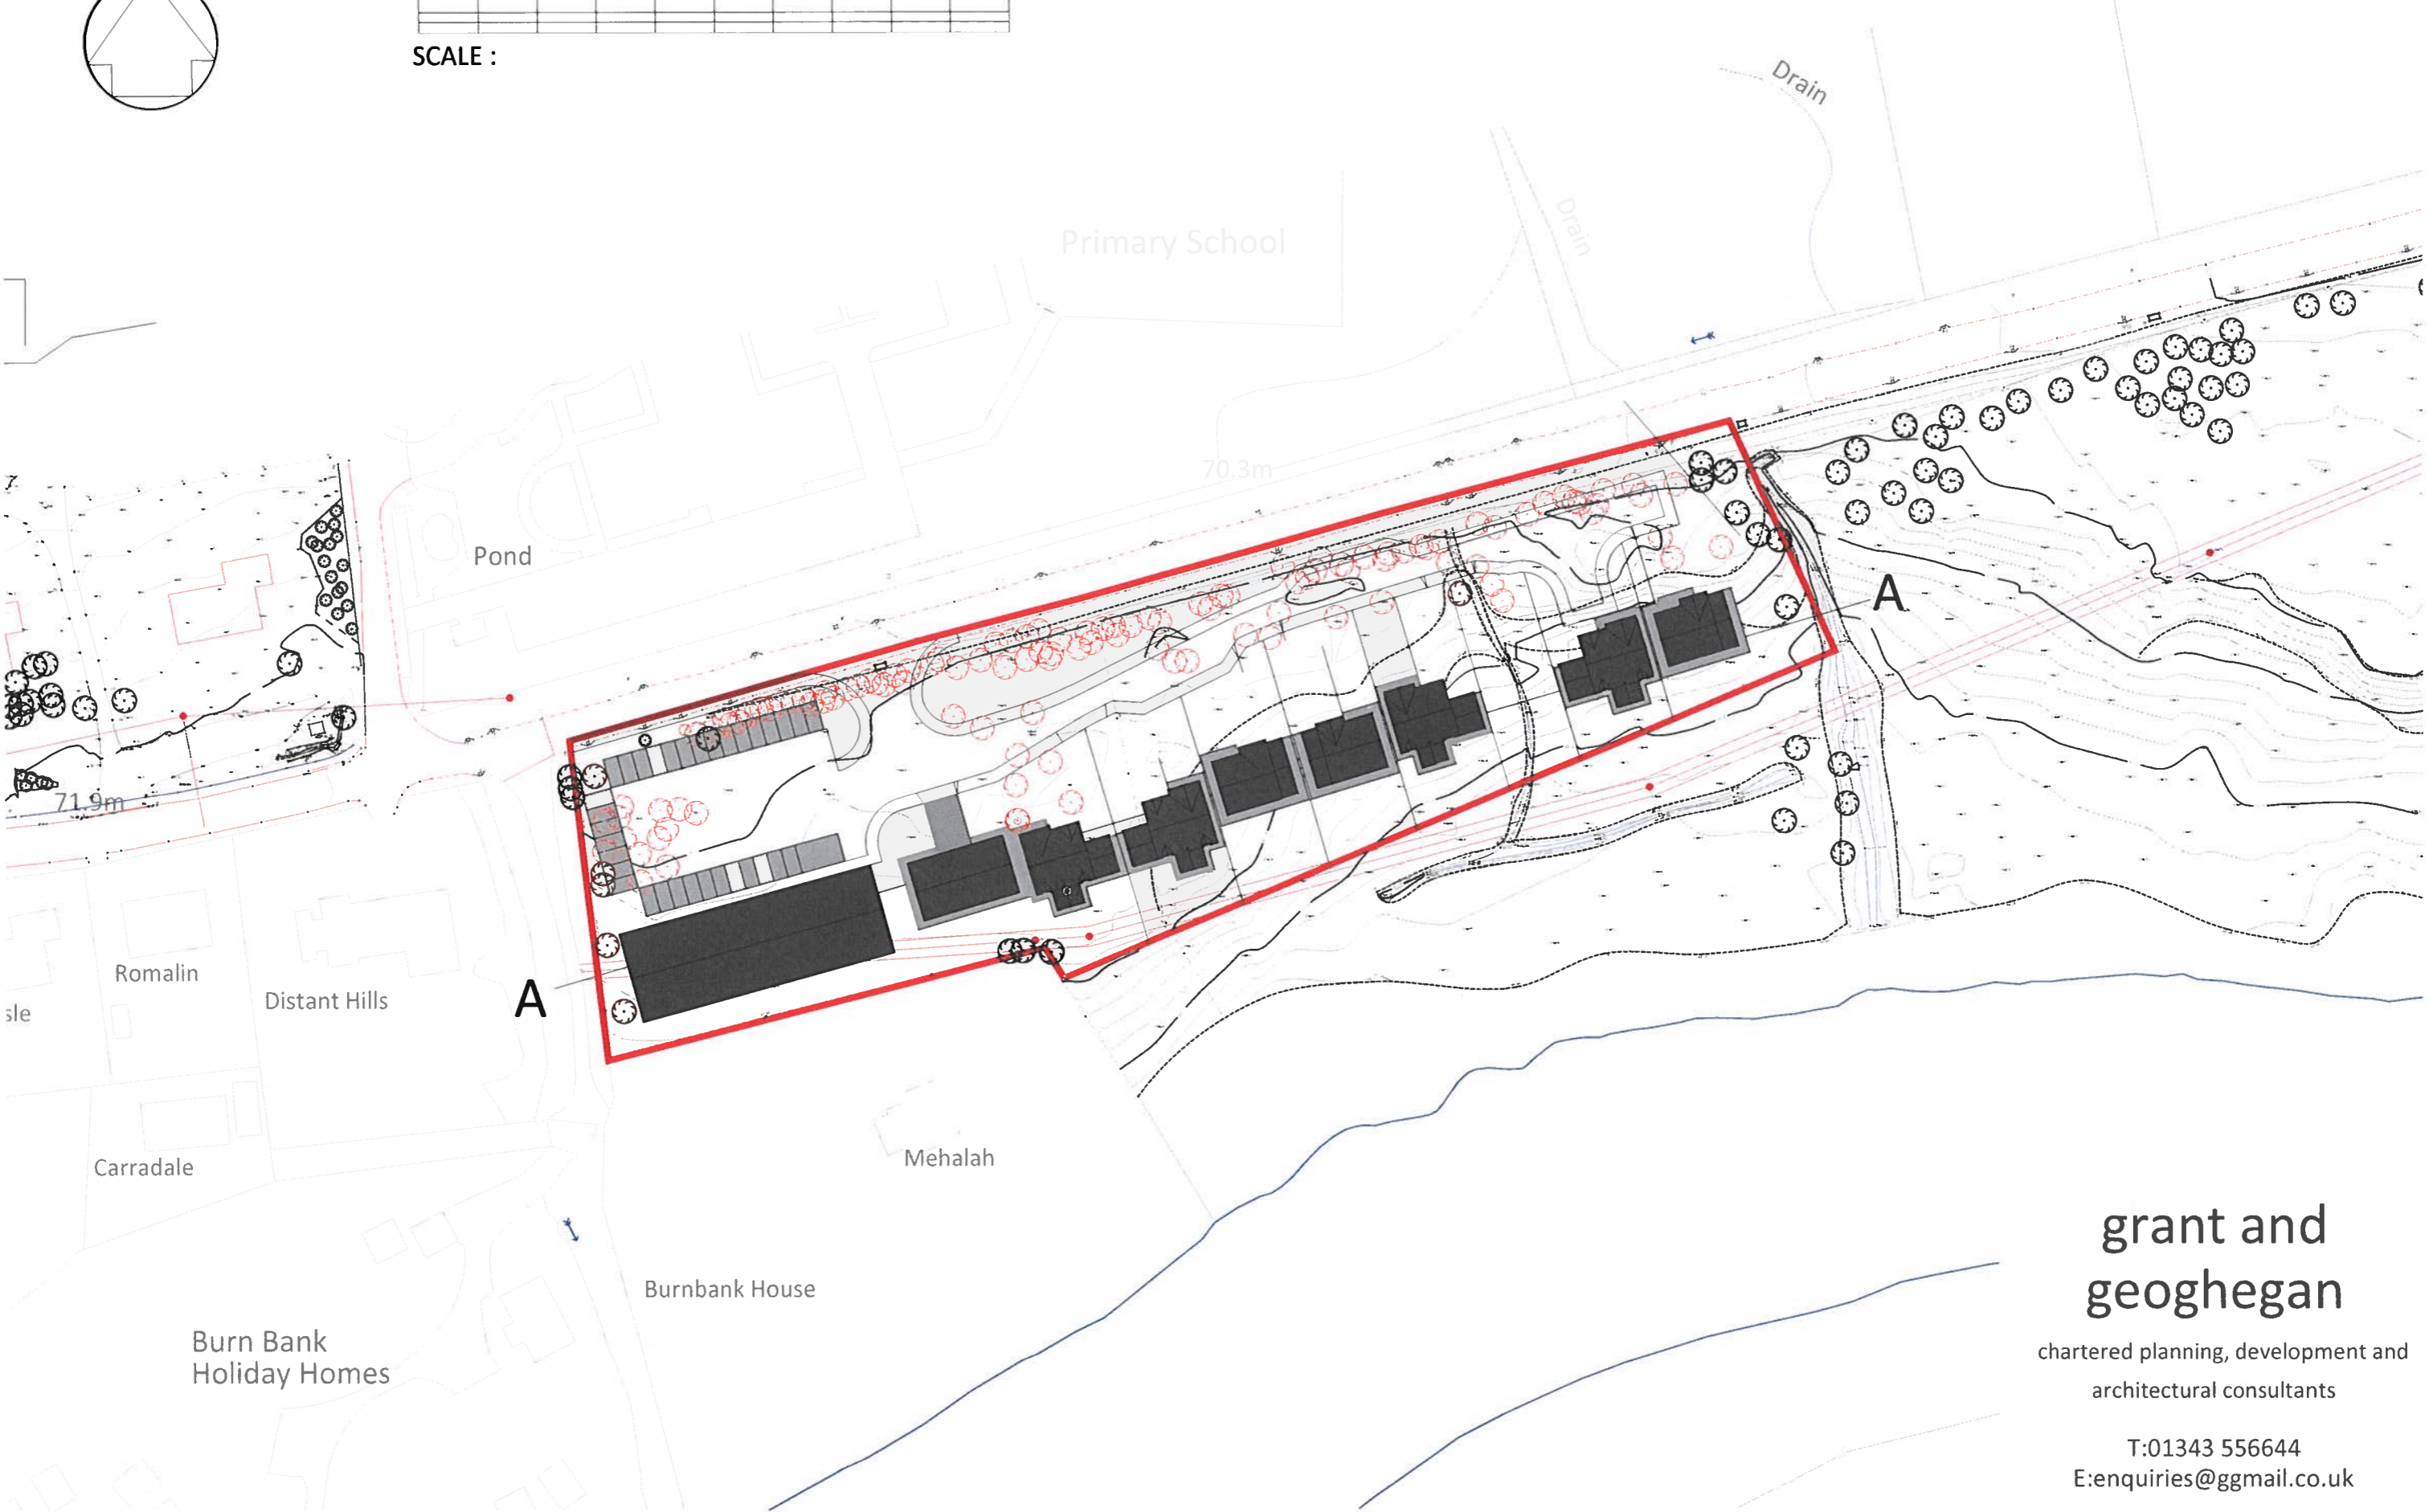 SCALE :
Drain
Drain
Primary School
70.3m
Pond
A
71.9m
Romalin
Distant Hills
A
sle
Carradale
Mehalah
Burnbank House
Burn Bank
Holiday Homes
grant and
geoghegan
chartered planning, development and
architectural consultants
T:01343 556644
E:enquiries@ggmail.co.uk